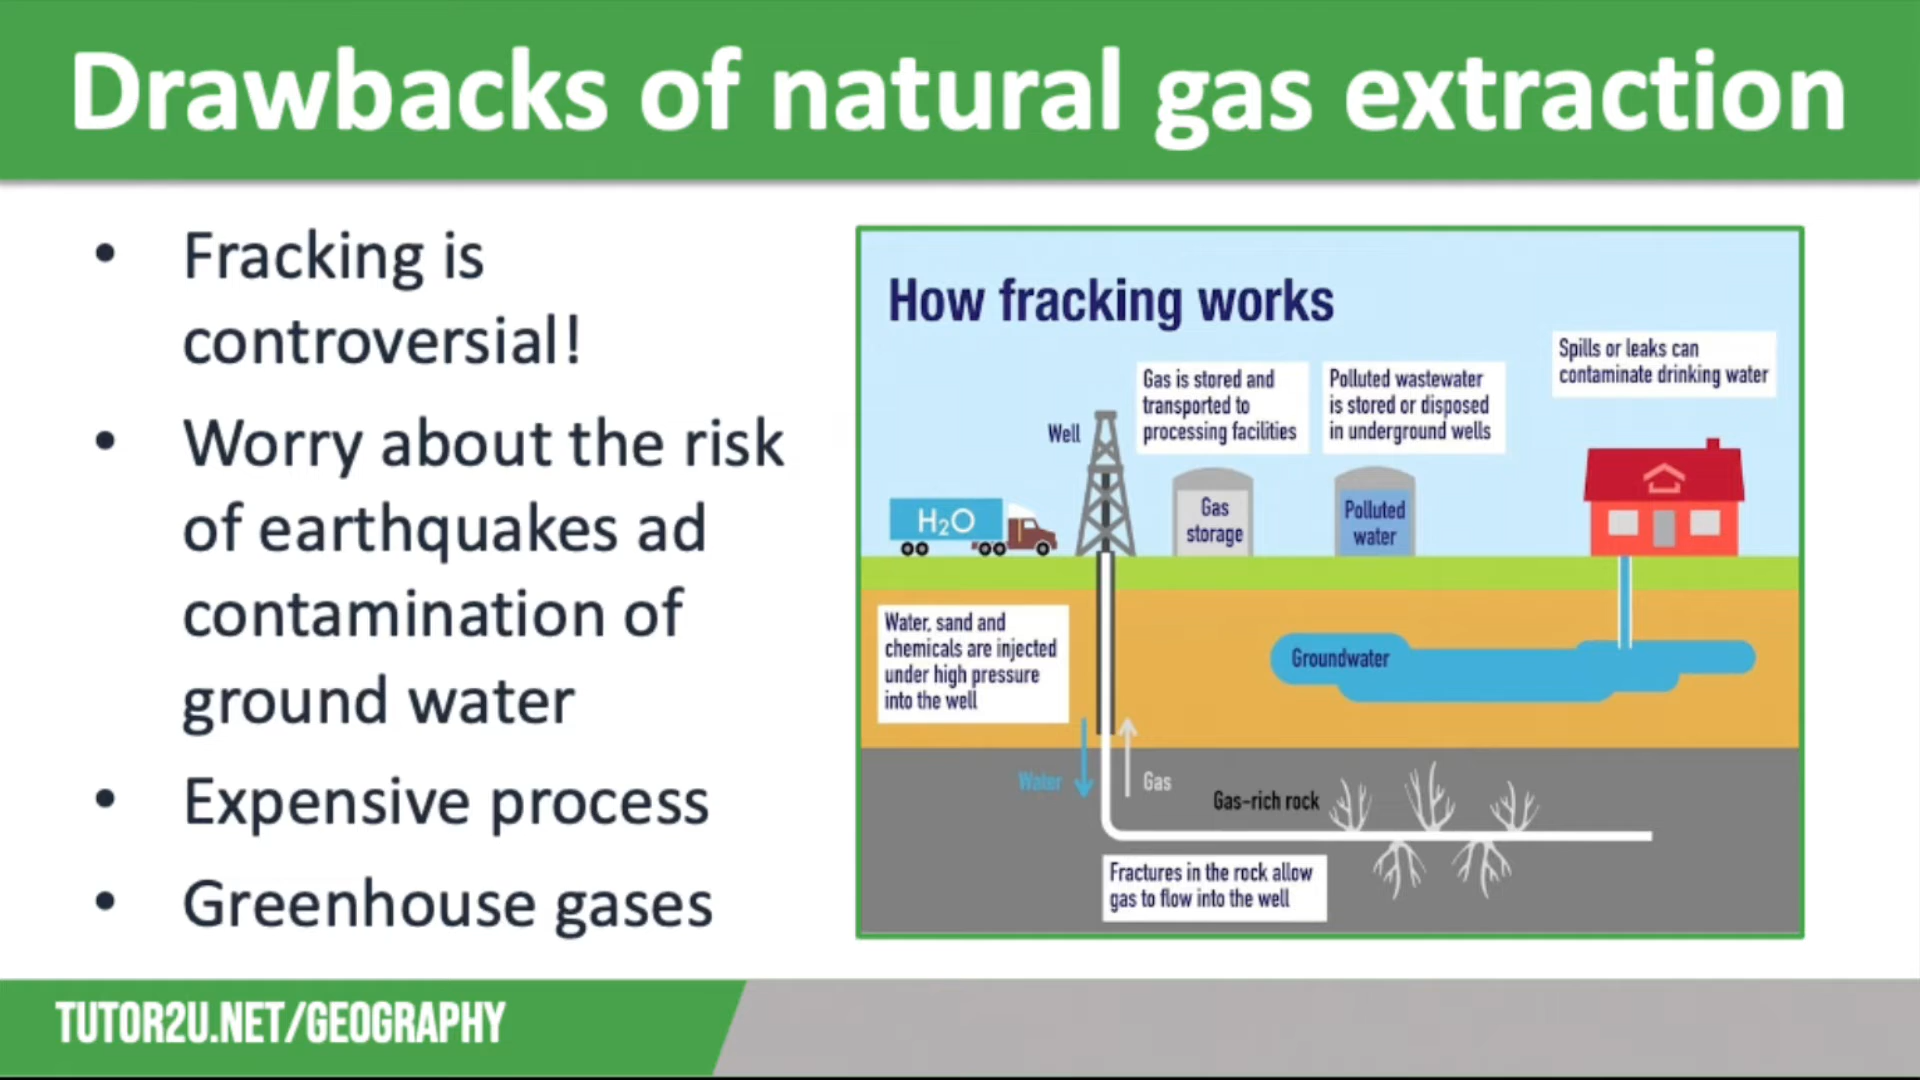 Drawbacks of natural gas extraction
• Fracking is
controversial!
• Worry about the risk
of earthquakes ad
contamination of
ground water
• Expensive process
• Greenhouse gases
How fracking works
Spills or leaks can
contaminate drinking water
Gas is stored and
transported to
processing facilities
Polluted wastewater
is stored or disposed
in underground wells
Well
H₂O
Gas
storage
Polluted
water
Water, sand and
chemicals are injected
under high pressure
into the well
Groundwater
Water
Gas
Gas-rich rock
Fractures in the rock allow
gas to flow into the well
TUTOR2U.NET/GEOGRAPHY